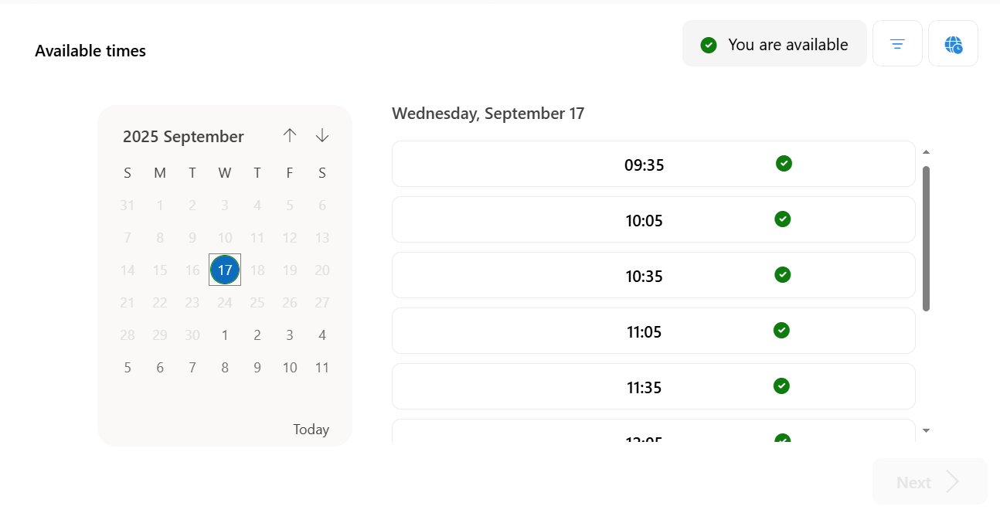 Available times
You are available
2025 September
S M T W T F S
31 1 2 3 4 5 6
7 8 9 10 11 12 13
14 15 16 17 18 19 20
21 22 23 24 25 26 27
28 29 30 1 2 3 4
5 6 7 8 9 10 11
Today
Wednesday, September 17
09:35
10:05
10:35
11:05
11:35
12:05
Next